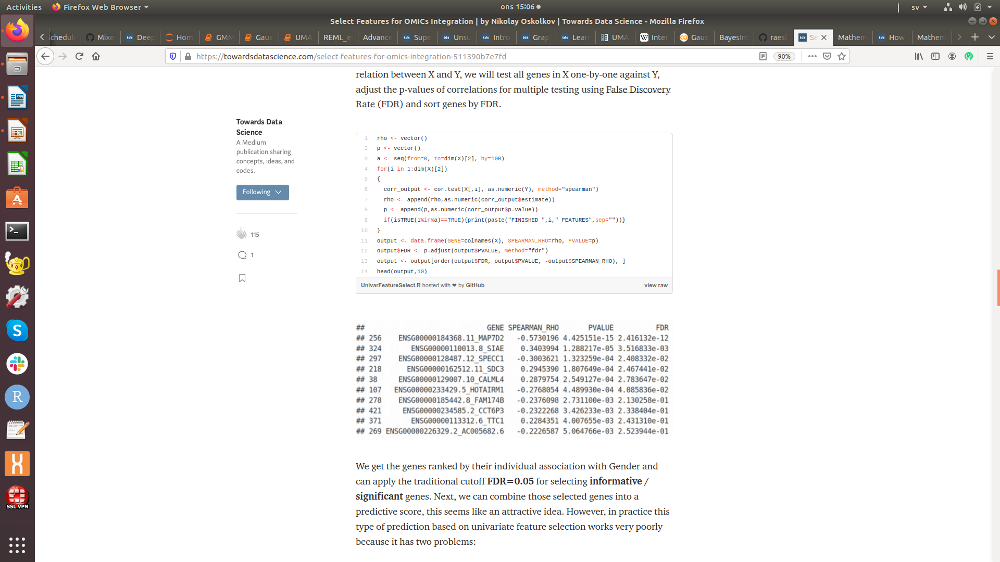 Activities
Firefox Web Browser
ons 15:06
sv
Select Features for OMICs Integration | by Nikolay Oskolkov | Towards Data Science - Mozilla Firefox
Mixe
Deep
Hom
GMM
Gaus
UMA
REML_e
Advance
Supe
Unsu
Intro
Grap
Learn
UMA
Inter
Gaus
BayesInt
raesl
Se
Mathem
How
Mathem
https://towardsdatascience.com/select-features-for-omics-integration-511390b7e7fd
90%
relation between X and Y, we will test all genes in X one-by-one against Y,
adjust the p-values of correlations for multiple testing using False Discovery
Rate (FDR) and sort genes by FDR.
Towards Data
Science
A Medium
publication sharing
concepts, ideas, and
codes.
Following
115
1
1 rho <- vector()
2 p <- vector()
3 a <- seq(from=0, to=dim(X)[2], by=100)
4 for(i in 1:dim(X)[2])
5 {
6 corr_output <- cor.test(X[,i], as.numeric(Y), method="spearman")
7 rho <- append(rho,as.numeric(corr_output$estimate))
8 p <- append(p,as.numeric(corr_output$p.value))
9 if(isTRUE(i%in%a)==TRUE){print(paste("FINISHED ",i," FEATURES",sep=""))}
10 }
11 output <- data.frame(GENE=colnames(X), SPEARMAN_RHO=rho, PVALUE=p)
12 output$FDR <- p.adjust(output$PVALUE, method="fdr")
13 output <- output[order(output$FDR, output$PVALUE, -output$SPEARMAN_RHO), ]
14 head(output,10)
UnivarFeatureSelect.R hosted with ❤ by GitHub
view raw
## GENE SPEARMAN_RHO PVALUE FDR
## 256 ENSG00000184368.11_MAP7D2 -0.5730196 4.425151e-15 2.416132e-12
## 324 ENSG00000110013.8_SIAE 0.3403994 1.288217e-05 3.516833e-03
## 297 ENSG00000128487.12_SPECC1 -0.3003621 1.323259e-04 2.408332e-02
## 218 ENSG00000162512.11_SDC3 0.2945390 1.807649e-04 2.467441e-02
## 38 ENSG00000129007.10_CALML4 0.2879754 2.549127e-04 2.783647e-02
## 107 ENSG00000233429.5_HOTAIRM1 -0.2768054 4.489930e-04 4.085836e-02
## 278 ENSG00000185442.8_FAM174B -0.2376098 2.731100e-03 2.130258e-01
## 421 ENSG00000234585.2_CCT6P3 -0.2322268 3.426233e-03 2.338404e-01
## 371 ENSG00000113312.6_TTC1 0.2284351 4.007655e-03 2.431310e-01
## 269 ENSG00000226329.2_AC005682.6 -0.2226587 5.064766e-03 2.523944e-01
We get the genes ranked by their individual association with Gender and
can apply the traditional cutoff FDR=0.05 for selecting informative /
significant genes. Next, we can combine those selected genes into a
predictive score, this seems like an attractive idea. However, in practice this
type of prediction based on univariate feature selection works very poorly
because it has two problems:
SSL VPN